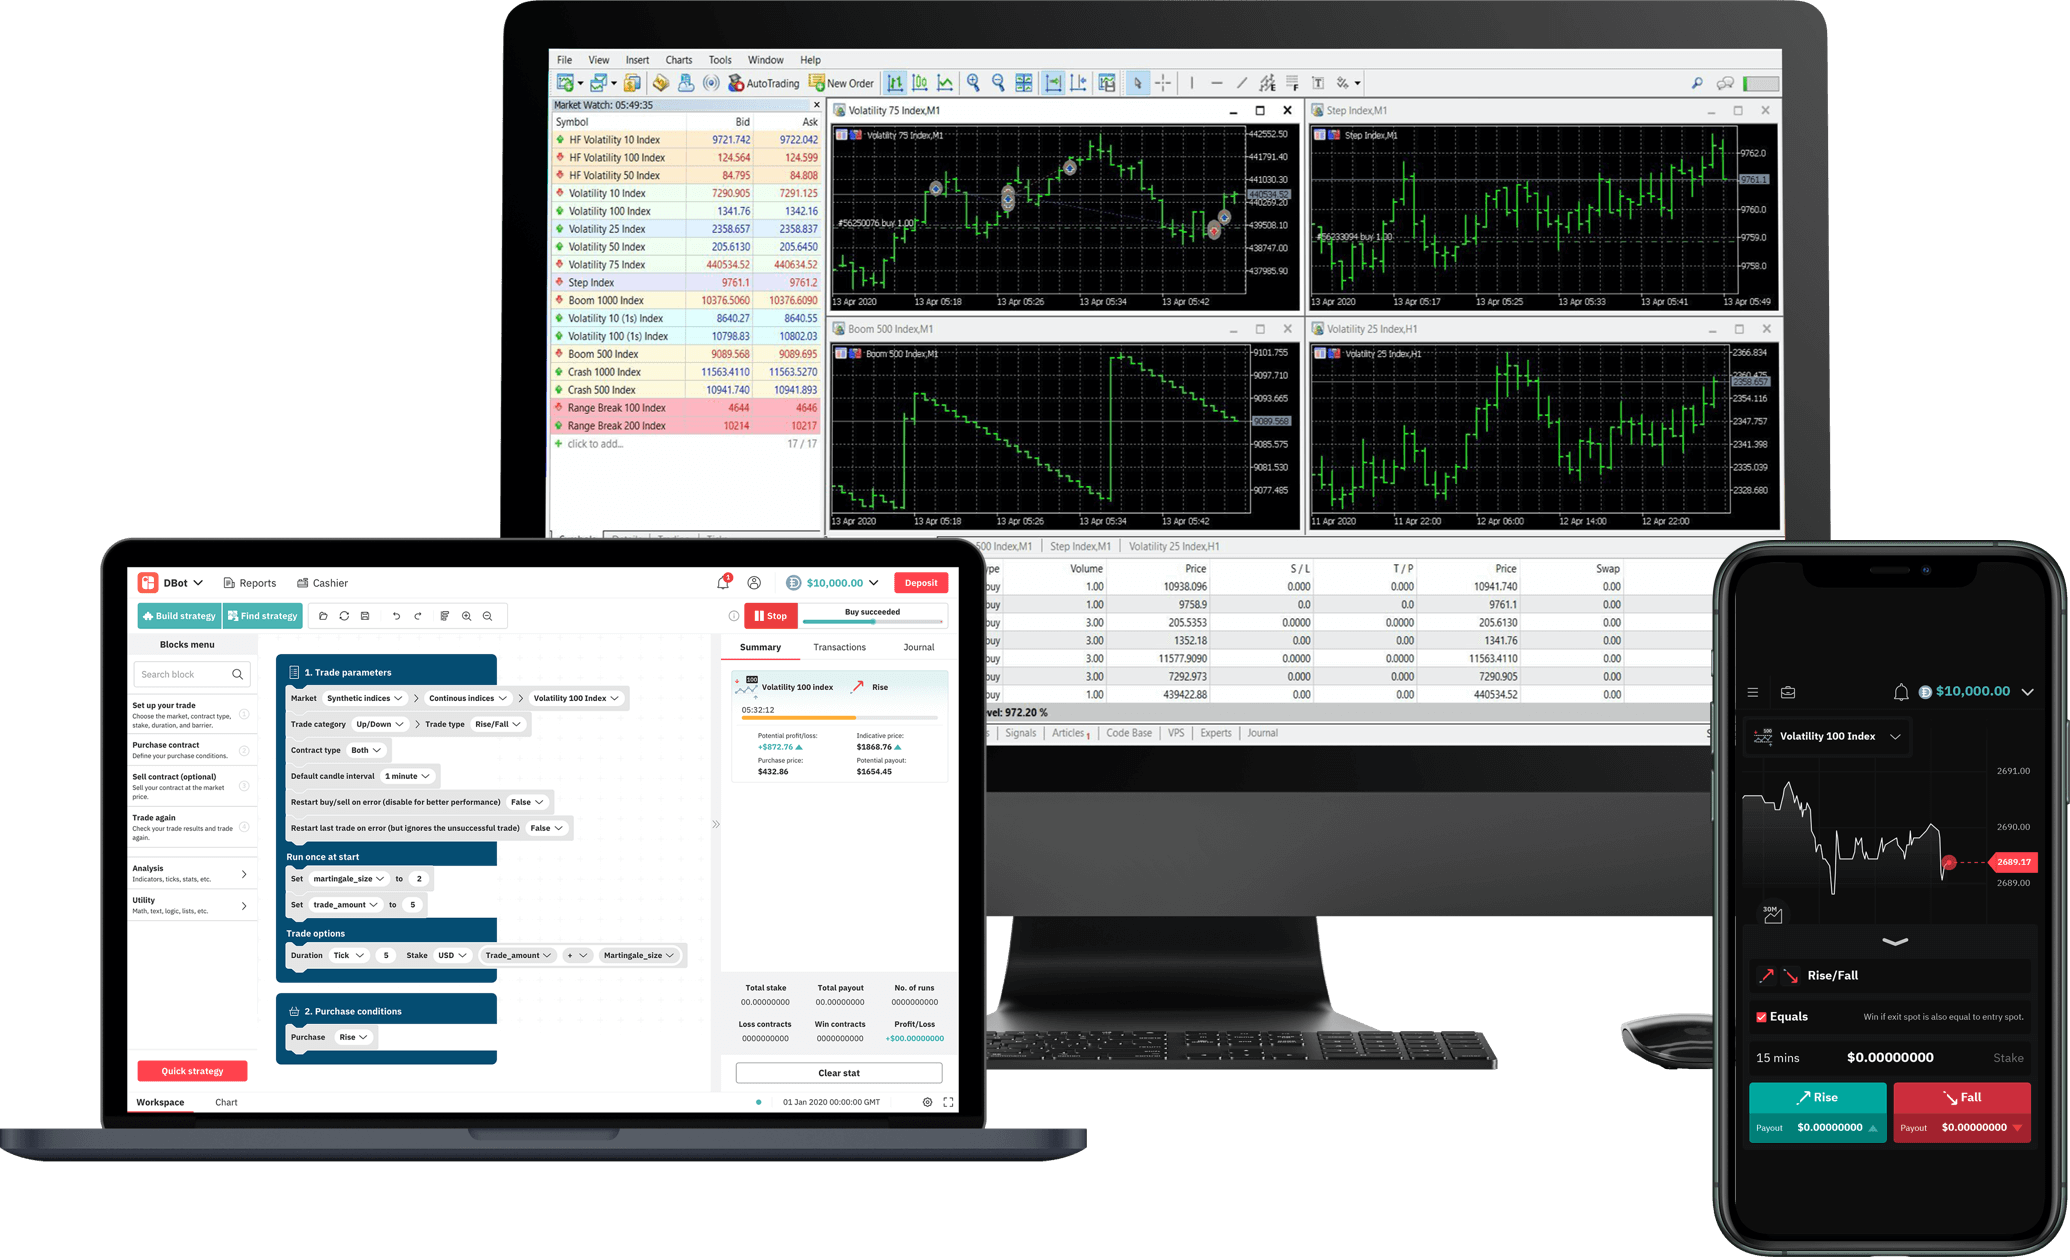 File View Insert Charts Tools Window Help
AutoTrading New Order
Market Watch: 05:49:35
Symbol Bid Ask
HF Volatility 10 Index 9721.742 9722.042
HF Volatility 100 Index 124.564 124.599
HF Volatility 50 Index 84.795 84.808
Volatility 10 Index 7290.905 7291.125
Volatility 100 Index 1341.76 1342.16
Volatility 25 Index 2358.657 2358.837
Volatility 50 Index 205.6130 205.6450
Volatility 75 Index 440534.52 440634.52
Step Index 9761.1 9761.2
Boom 1000 Index 10376.5060 10376.6090
Volatility 10 (1s) Index 8640.27 8640.55
Volatility 100 (1s) Index 10798.83 10802.03
Boom 500 Index 9089.568 9089.695
Crash 1000 Index 11563.4110 11563.5270
Crash 500 Index 10941.740 10941.893
Range Break 100 Index 4644 4646
Range Break 200 Index 10214 10217
click to add... 17 / 17
Volatility 75 Index,M1
Volatility 75 Index,M1
442552.50
441791.40
441030.30
440534.52
440269.20
439508.10
438747.00
437985.90
#56250076 buy 1.00
13 Apr 2020 13 Apr 05:18 13 Apr 05:26 13 Apr 05:34 13 Apr 05:42
Step Index,M1
Step Index,M1
9762.0
9761.1
9760.0
9759.0
9758.0
#56233094 buy 1.00
13 Apr 2020 13 Apr 05:17 13 Apr 05:25 13 Apr 05:33 13 Apr 05:41 13 Apr 05:49
Boom 500 Index,M1
Boom 500 Index,M1
9101.755
9097.710
9093.665
9089.568
9085.575
9081.530
9077.485
13 Apr 2020 13 Apr 05:18 13 Apr 05:26 13 Apr 05:34 13 Apr 05:42
Volatility 25 Index,H1
Volatility 25 Index,H1
2366.834
2360.475
2358.657
2354.116
2347.757
2341.398
2335.039
2328.680
11 Apr 2020 11 Apr 22:00 12 Apr 06:00 12 Apr 14:00 12 Apr 22:00
500 Index,M1 Step Index,M1 Volatility 25 Index,H1
ype Volume Price S / L T / P Price Swap
buy 1.00 10938.096 0.000 0.000 10941.740 0.00
buy 1.00 9758.9 0.0 0.0 9761.1 0.00
buy 3.00 205.5353 0.0000 0.0000 205.6130 0.00
buy 3.00 1352.18 0.00 0.00 1341.76 0.00
buy 3.00 11577.9090 0.0000 0.0000 11563.4110 0.00
buy 3.00 7292.973 0.000 0.000 7290.905 0.00
buy 1.00 439422.88 0.00 0.00 440534.52 0.00
evel: 972.20 %
s Signals Articles 1 Code Base VPS Experts Journal
DBot Reports Cashier 1 $10,000.00 Deposit
Build strategy Find strategy Stop Buy succeeded
Blocks menu
Search block
Set up your trade
Choose the market, contract type,
stake, duration, and barrier.
1
Purchase contract
Define your purchase conditions.
2
Sell contract (optional)
Sell your contract at the market
price.
3
Trade again
Check your trade results and trade
again.
4
Analysis
Indicators, ticks, stats, etc.
Utility
Math, text, logic, lists, etc.
Quick strategy
1. Trade parameters
Market Synthetic indices Continous indices Volatility 100 Index
Trade category Up/Down Trade type Rise/Fall
Contract type Both
Default candle interval 1 minute
Restart buy/sell on error (disable for better performance) False
Restart last trade on error (but ignores the unsuccessful trade) False
Run once at start
Set martingale_size to 2
Set trade_amount to 5
Trade options
Duration Tick 5 Stake USD Trade_amount + Martingale_size
2. Purchase conditions
Purchase Rise
Summary Transactions Journal
100
Volatility 100 index Rise
05:32:12
Potential profit/loss: Indicative price:
+$872.76 $1868.76
Purchase price: Potential payout:
$432.86 $1654.45
Total stake Total payout No. of runs
00.00000000 00.00000000 0000000000
Loss contracts Win contracts Profit/Loss
0000000000 0000000000 +$00.00000000
Clear stat
Workspace Chart 01 Jan 2020 00:00:00 GMT
$10,000.00
100
Volatility 100 Index
2691.00
2690.00
2689.17
2689.00
30M
Rise/Fall
Equals Win if exit spot is also equal to entry spot.
15 mins $0.00000000 Stake
Rise Fall
Payout $0.00000000 Payout $0.00000000